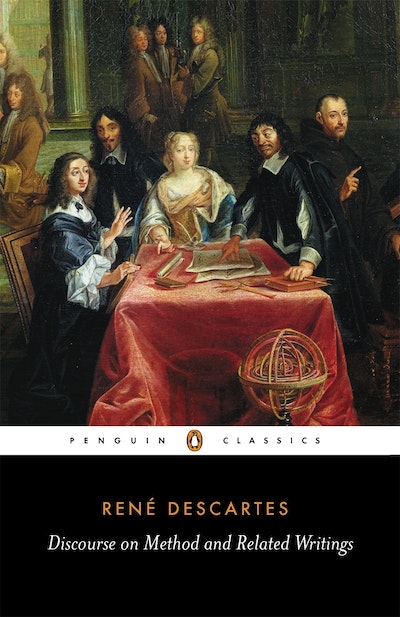 PENGUIN CLASSICS
RENÉ DESCARTES
Discourse on Method and Related Writings